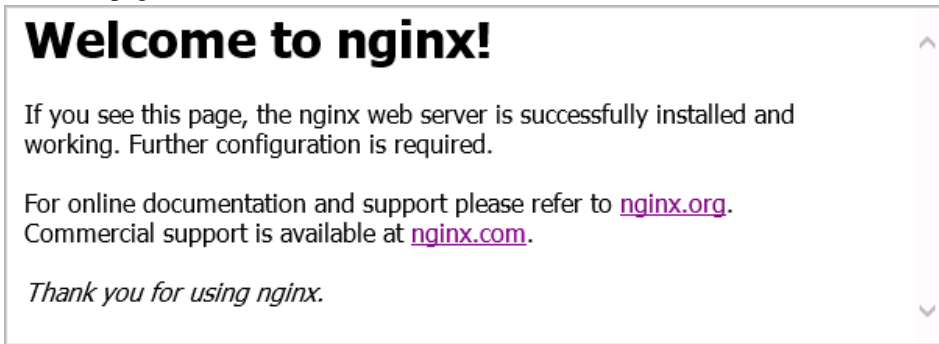 Welcome to nginx!
If you see this page, the nginx web server is successfully installed and
working. Further configuration is required.
For online documentation and support please refer to nginx.org.
Commercial support is available at nginx.com.
Thank you for using nginx.